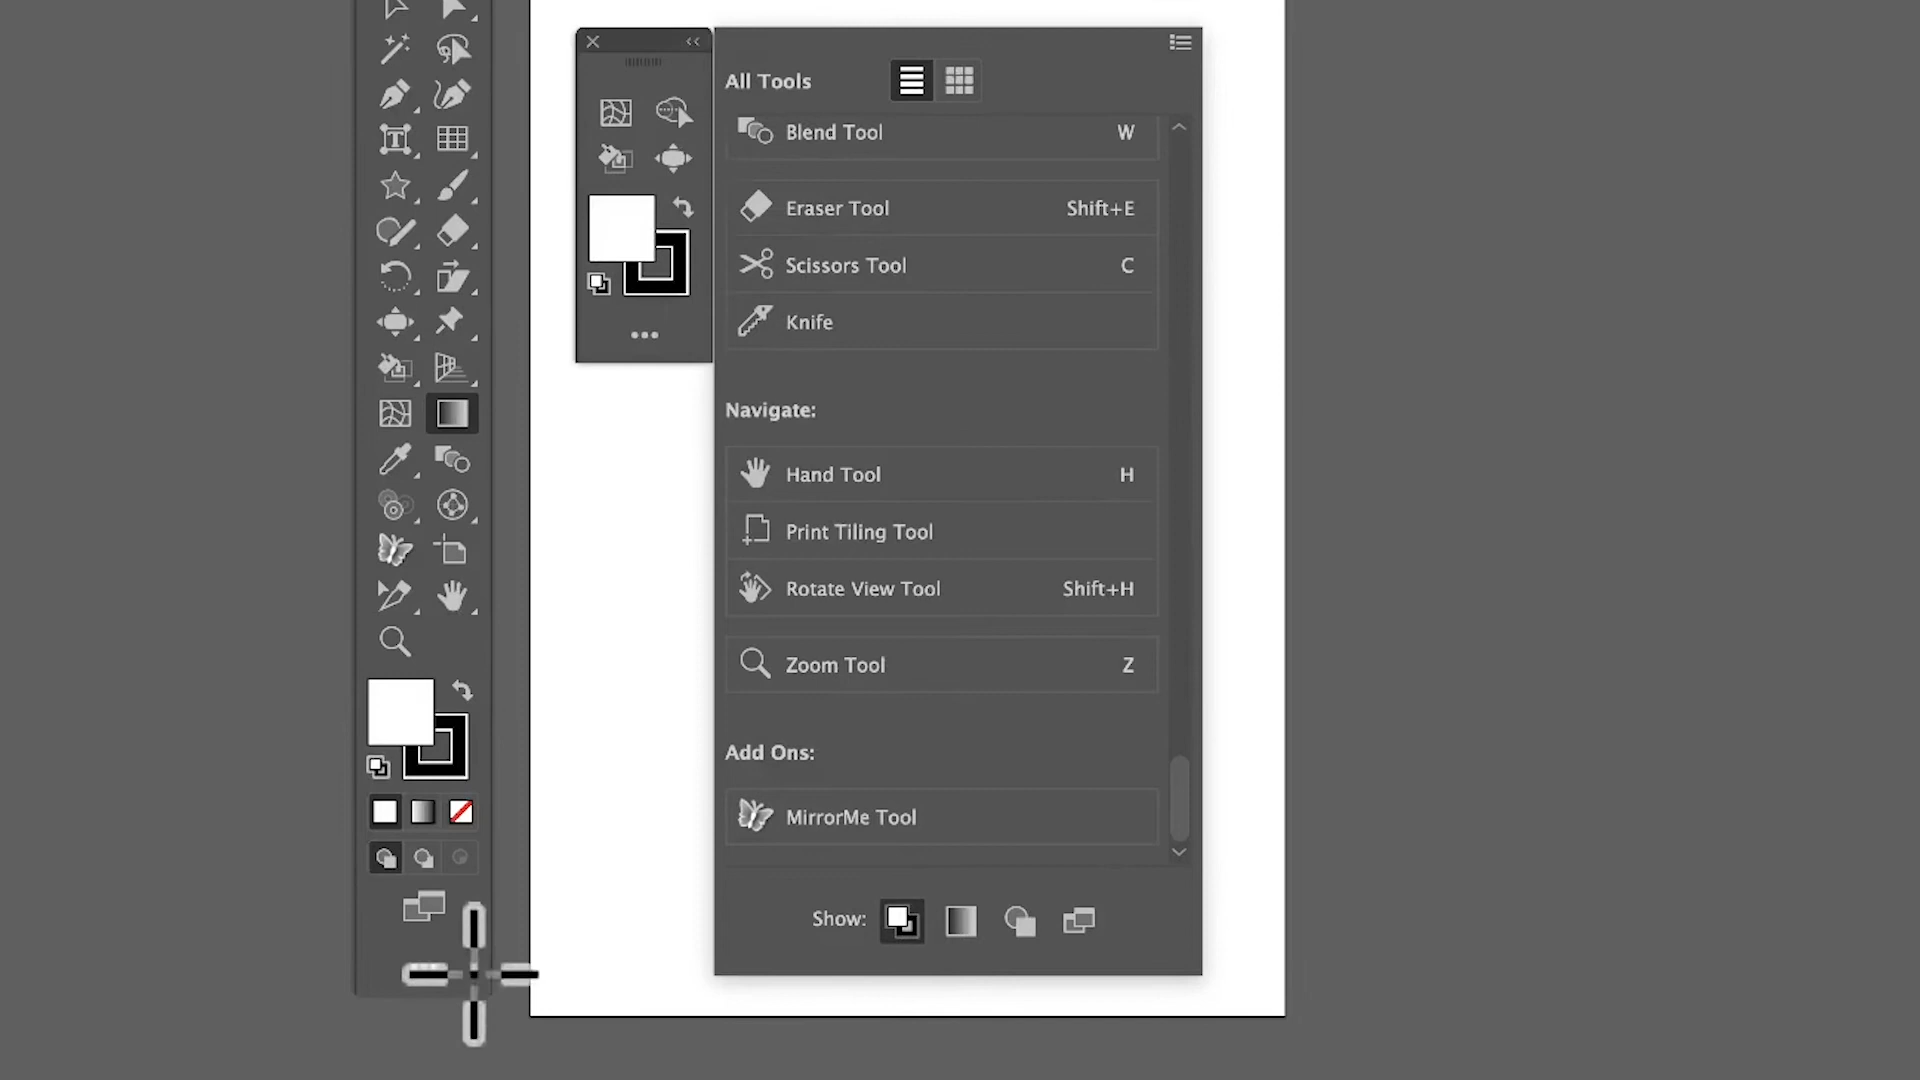 All Tools
Blend Tool W
Eraser Tool Shift+E
Scissors Tool C
Knife
Navigate:
Hand Tool H
Print Tiling Tool
Rotate View Tool Shift+H
Zoom Tool Z
Add Ons:
MirrorMe Tool
Show: